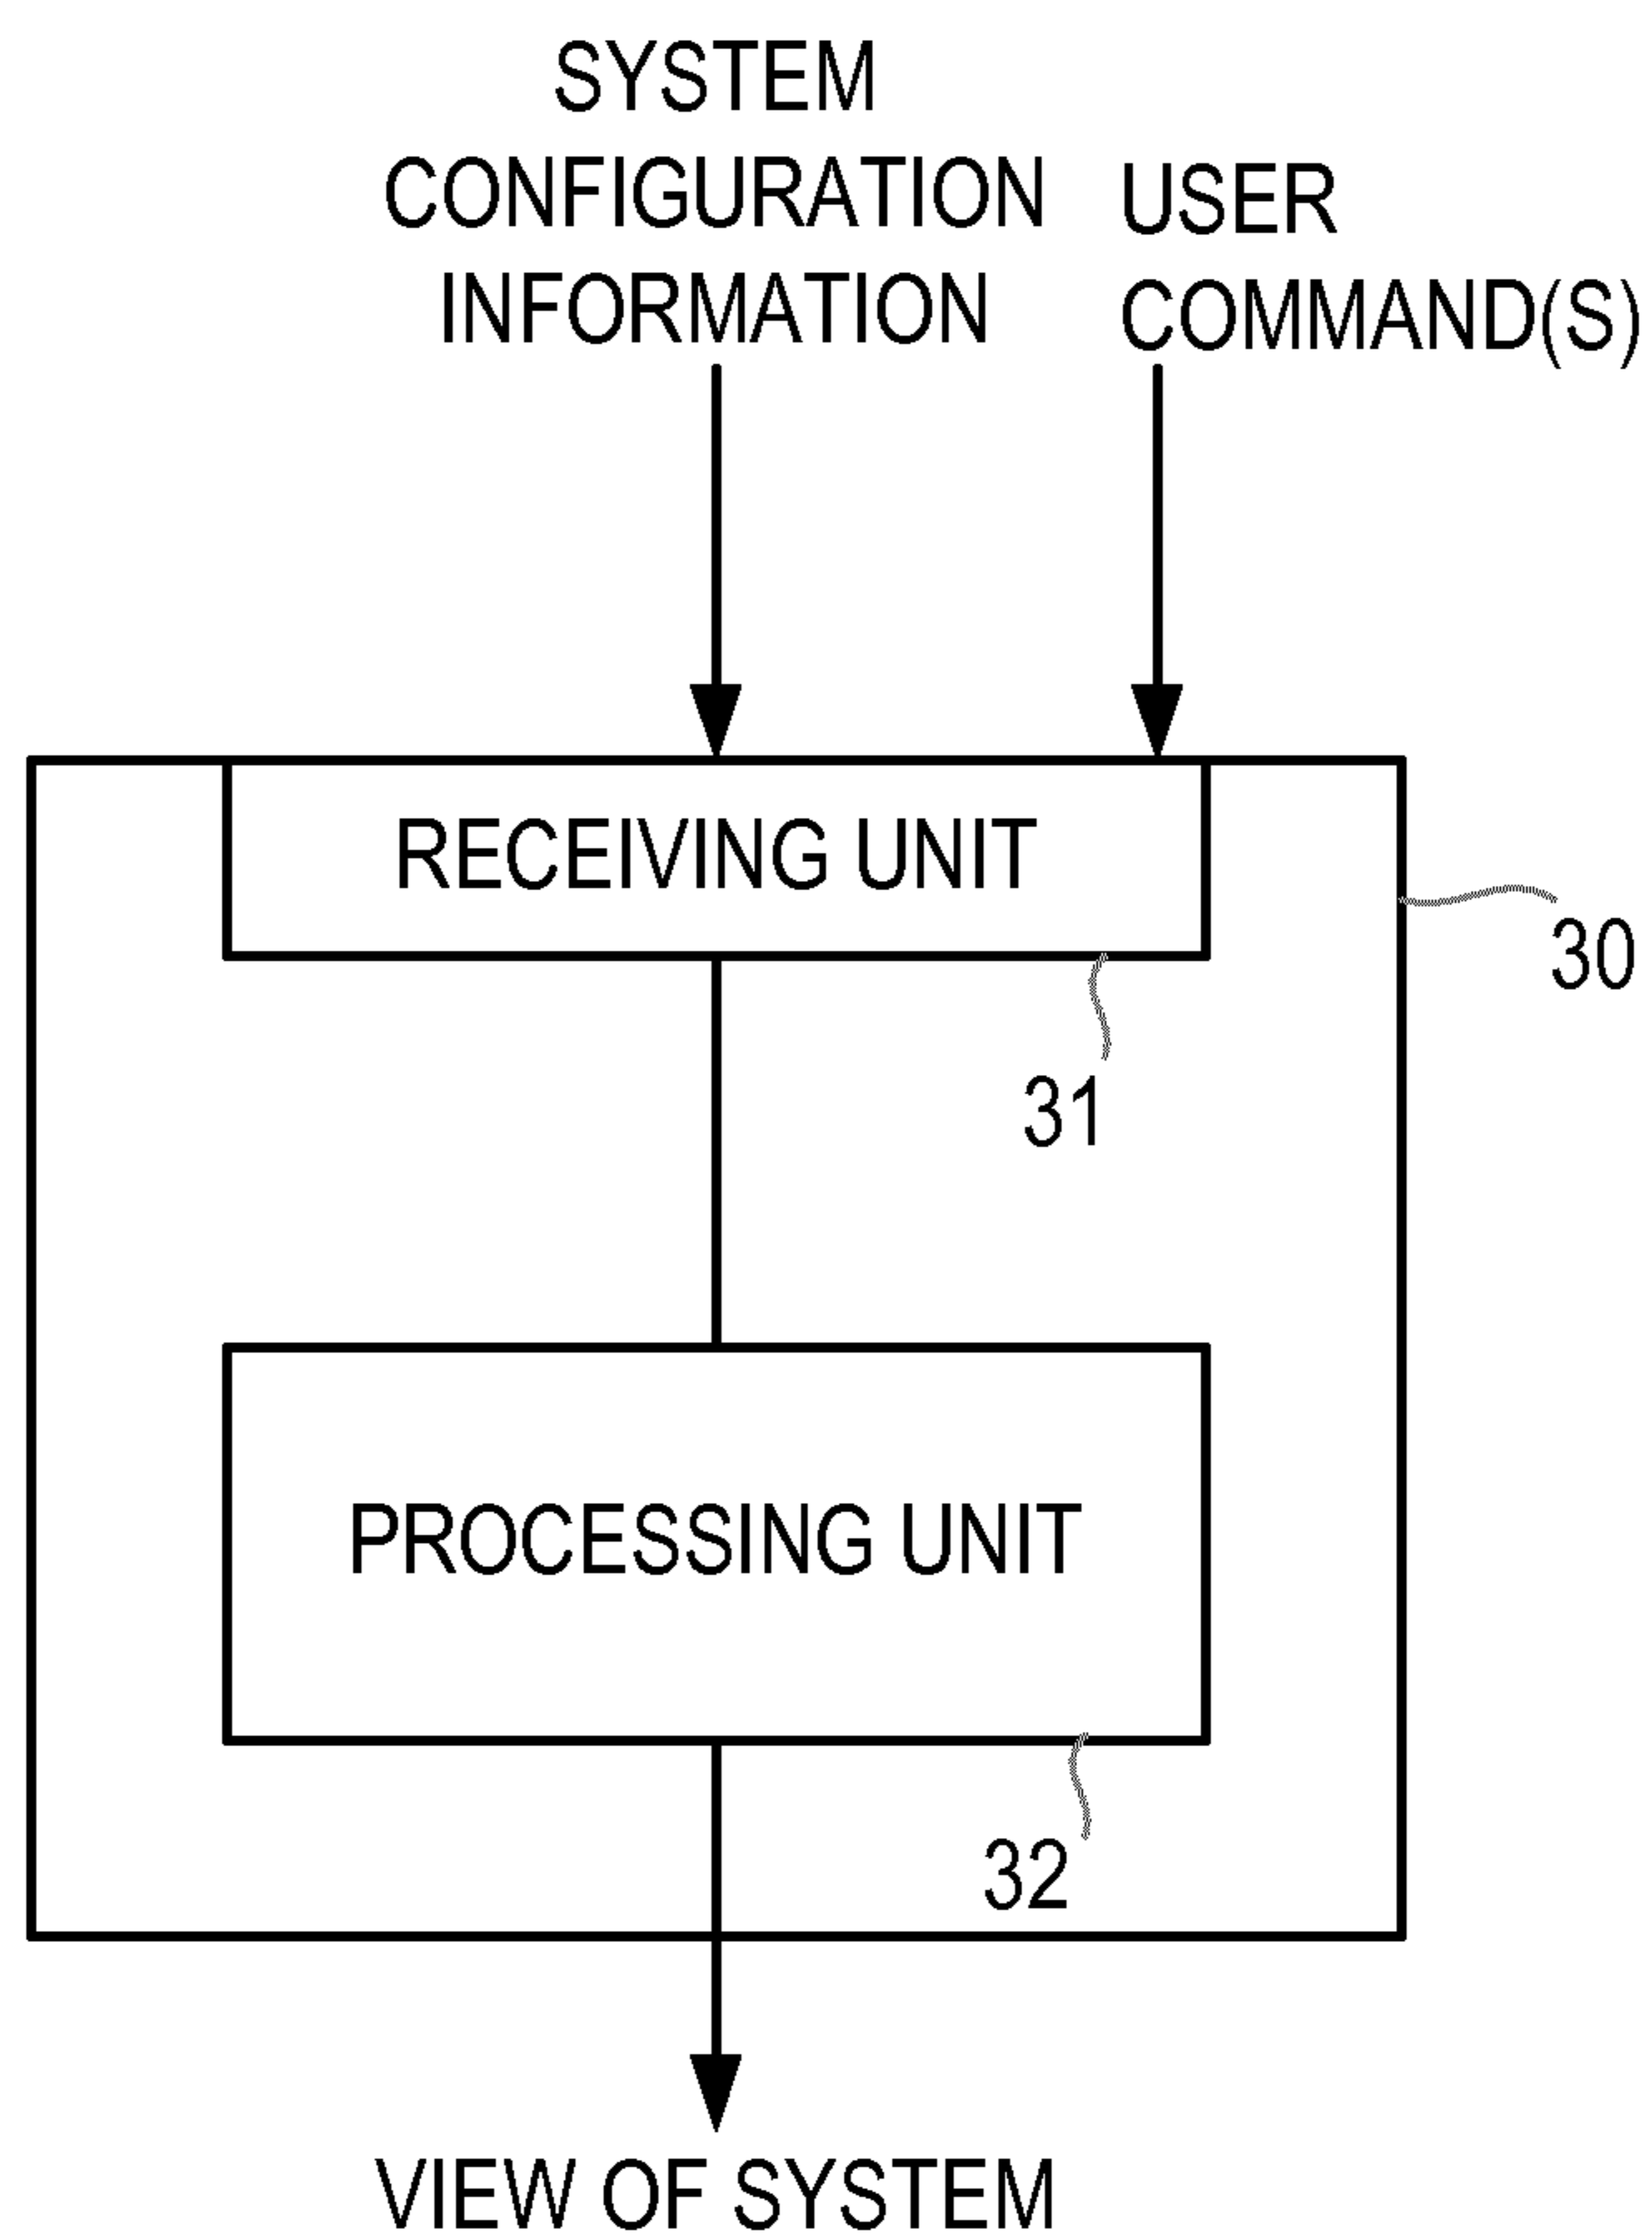 SYSTEM
CONFIGURATION
INFORMATION
USER
COMMAND(S)
RECEIVING UNIT
30
31
PROCESSING UNIT
32
VIEW OF SYSTEM